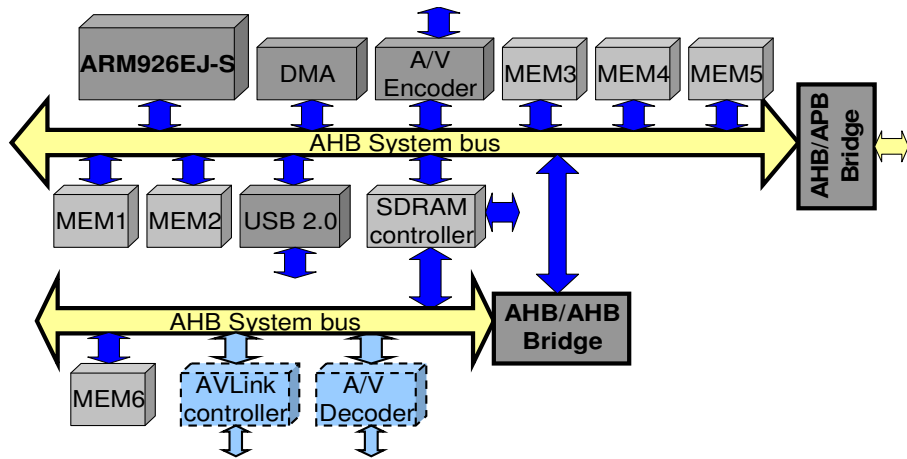 ARM926EJ-S
DMA
A/V
Encoder
MEM3
MEM4
MEM5
AHB/APB
Bridge
AHB System bus
MEM1
MEM2
USB 2.0
SDRAM
controller
AHB System bus
AHB/AHB
Bridge
MEM6
AVLink
controller
A/V
Decoder